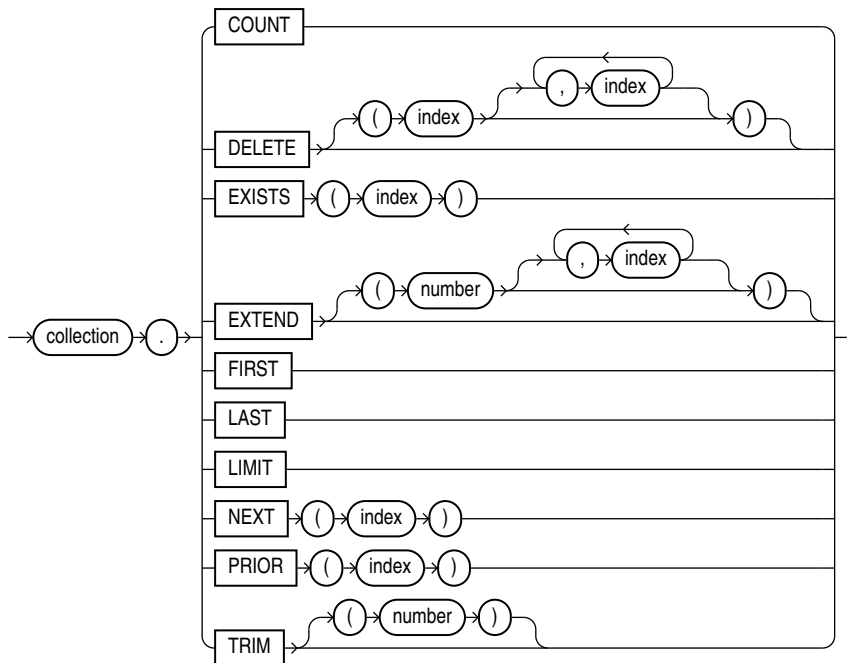 COUNT
, index
( index )
DELETE
EXISTS ( index )
, index
( number )
EXTEND
collection .
FIRST
LAST
LIMIT
NEXT ( index )
PRIOR ( index )
( number )
TRIM